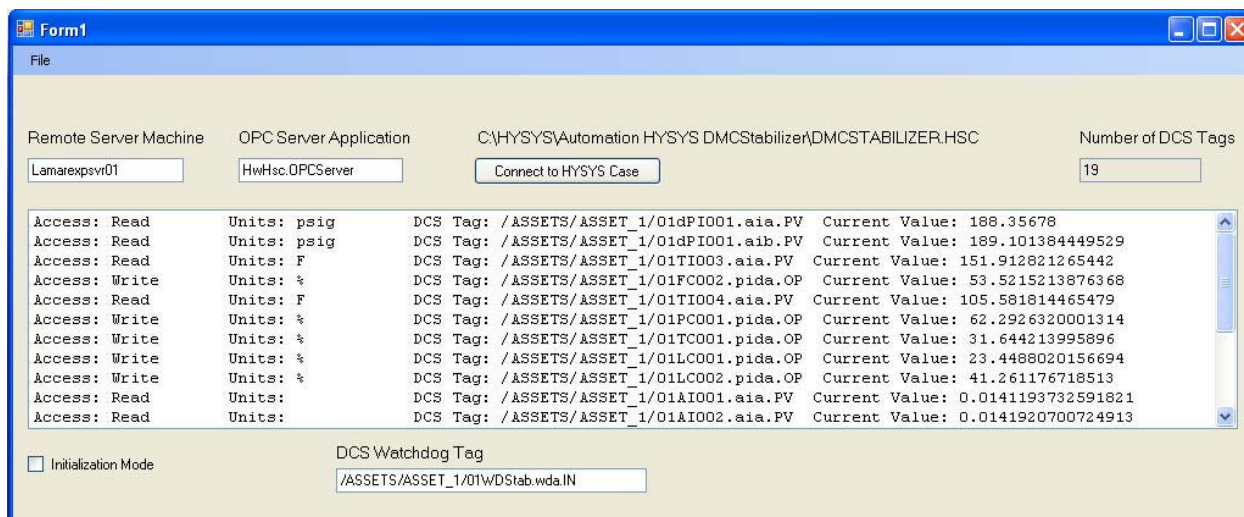 Form1
File
Remote Server Machine OPC Server Application C:\HYSYS\Automation HYSYS DMCStabilizer\DMCSTABILIZER.HSC Number of DCS Tags
Lamarexpsvr01 HwHsc.OPCServer Connect to HYSYS Case 19
Access: Read Units: psig DCS Tag: /ASSETS/ASSET_1/01dPI001.aia.PV Current Value: 188.35678
Access: Read Units: psig DCS Tag: /ASSETS/ASSET_1/01dPI001.aib.PV Current Value: 189.101384449529
Access: Read Units: F DCS Tag: /ASSETS/ASSET_1/01TI003.aia.PV Current Value: 151.912821265442
Access: Write Units: % DCS Tag: /ASSETS/ASSET_1/01FC002.pida.OP Current Value: 53.5215213876368
Access: Read Units: F DCS Tag: /ASSETS/ASSET_1/01TI004.aia.PV Current Value: 105.581814465479
Access: Write Units: % DCS Tag: /ASSETS/ASSET_1/01PC001.pida.OP Current Value: 62.2926320001314
Access: Write Units: % DCS Tag: /ASSETS/ASSET_1/01TC001.pida.OP Current Value: 31.644213995896
Access: Write Units: % DCS Tag: /ASSETS/ASSET_1/01LC001.pida.OP Current Value: 23.4488020156694
Access: Write Units: % DCS Tag: /ASSETS/ASSET_1/01LC002.pida.OP Current Value: 41.261176718513
Access: Read Units: DCS Tag: /ASSETS/ASSET_1/01AI001.aia.PV Current Value: 0.0141193732591821
Access: Read Units: DCS Tag: /ASSETS/ASSET_1/01AI002.aia.PV Current Value: 0.0141920700724913
DCS Watchdog Tag
Initialization Mode /ASSETS/ASSET_1/01WDStab.wda.IN